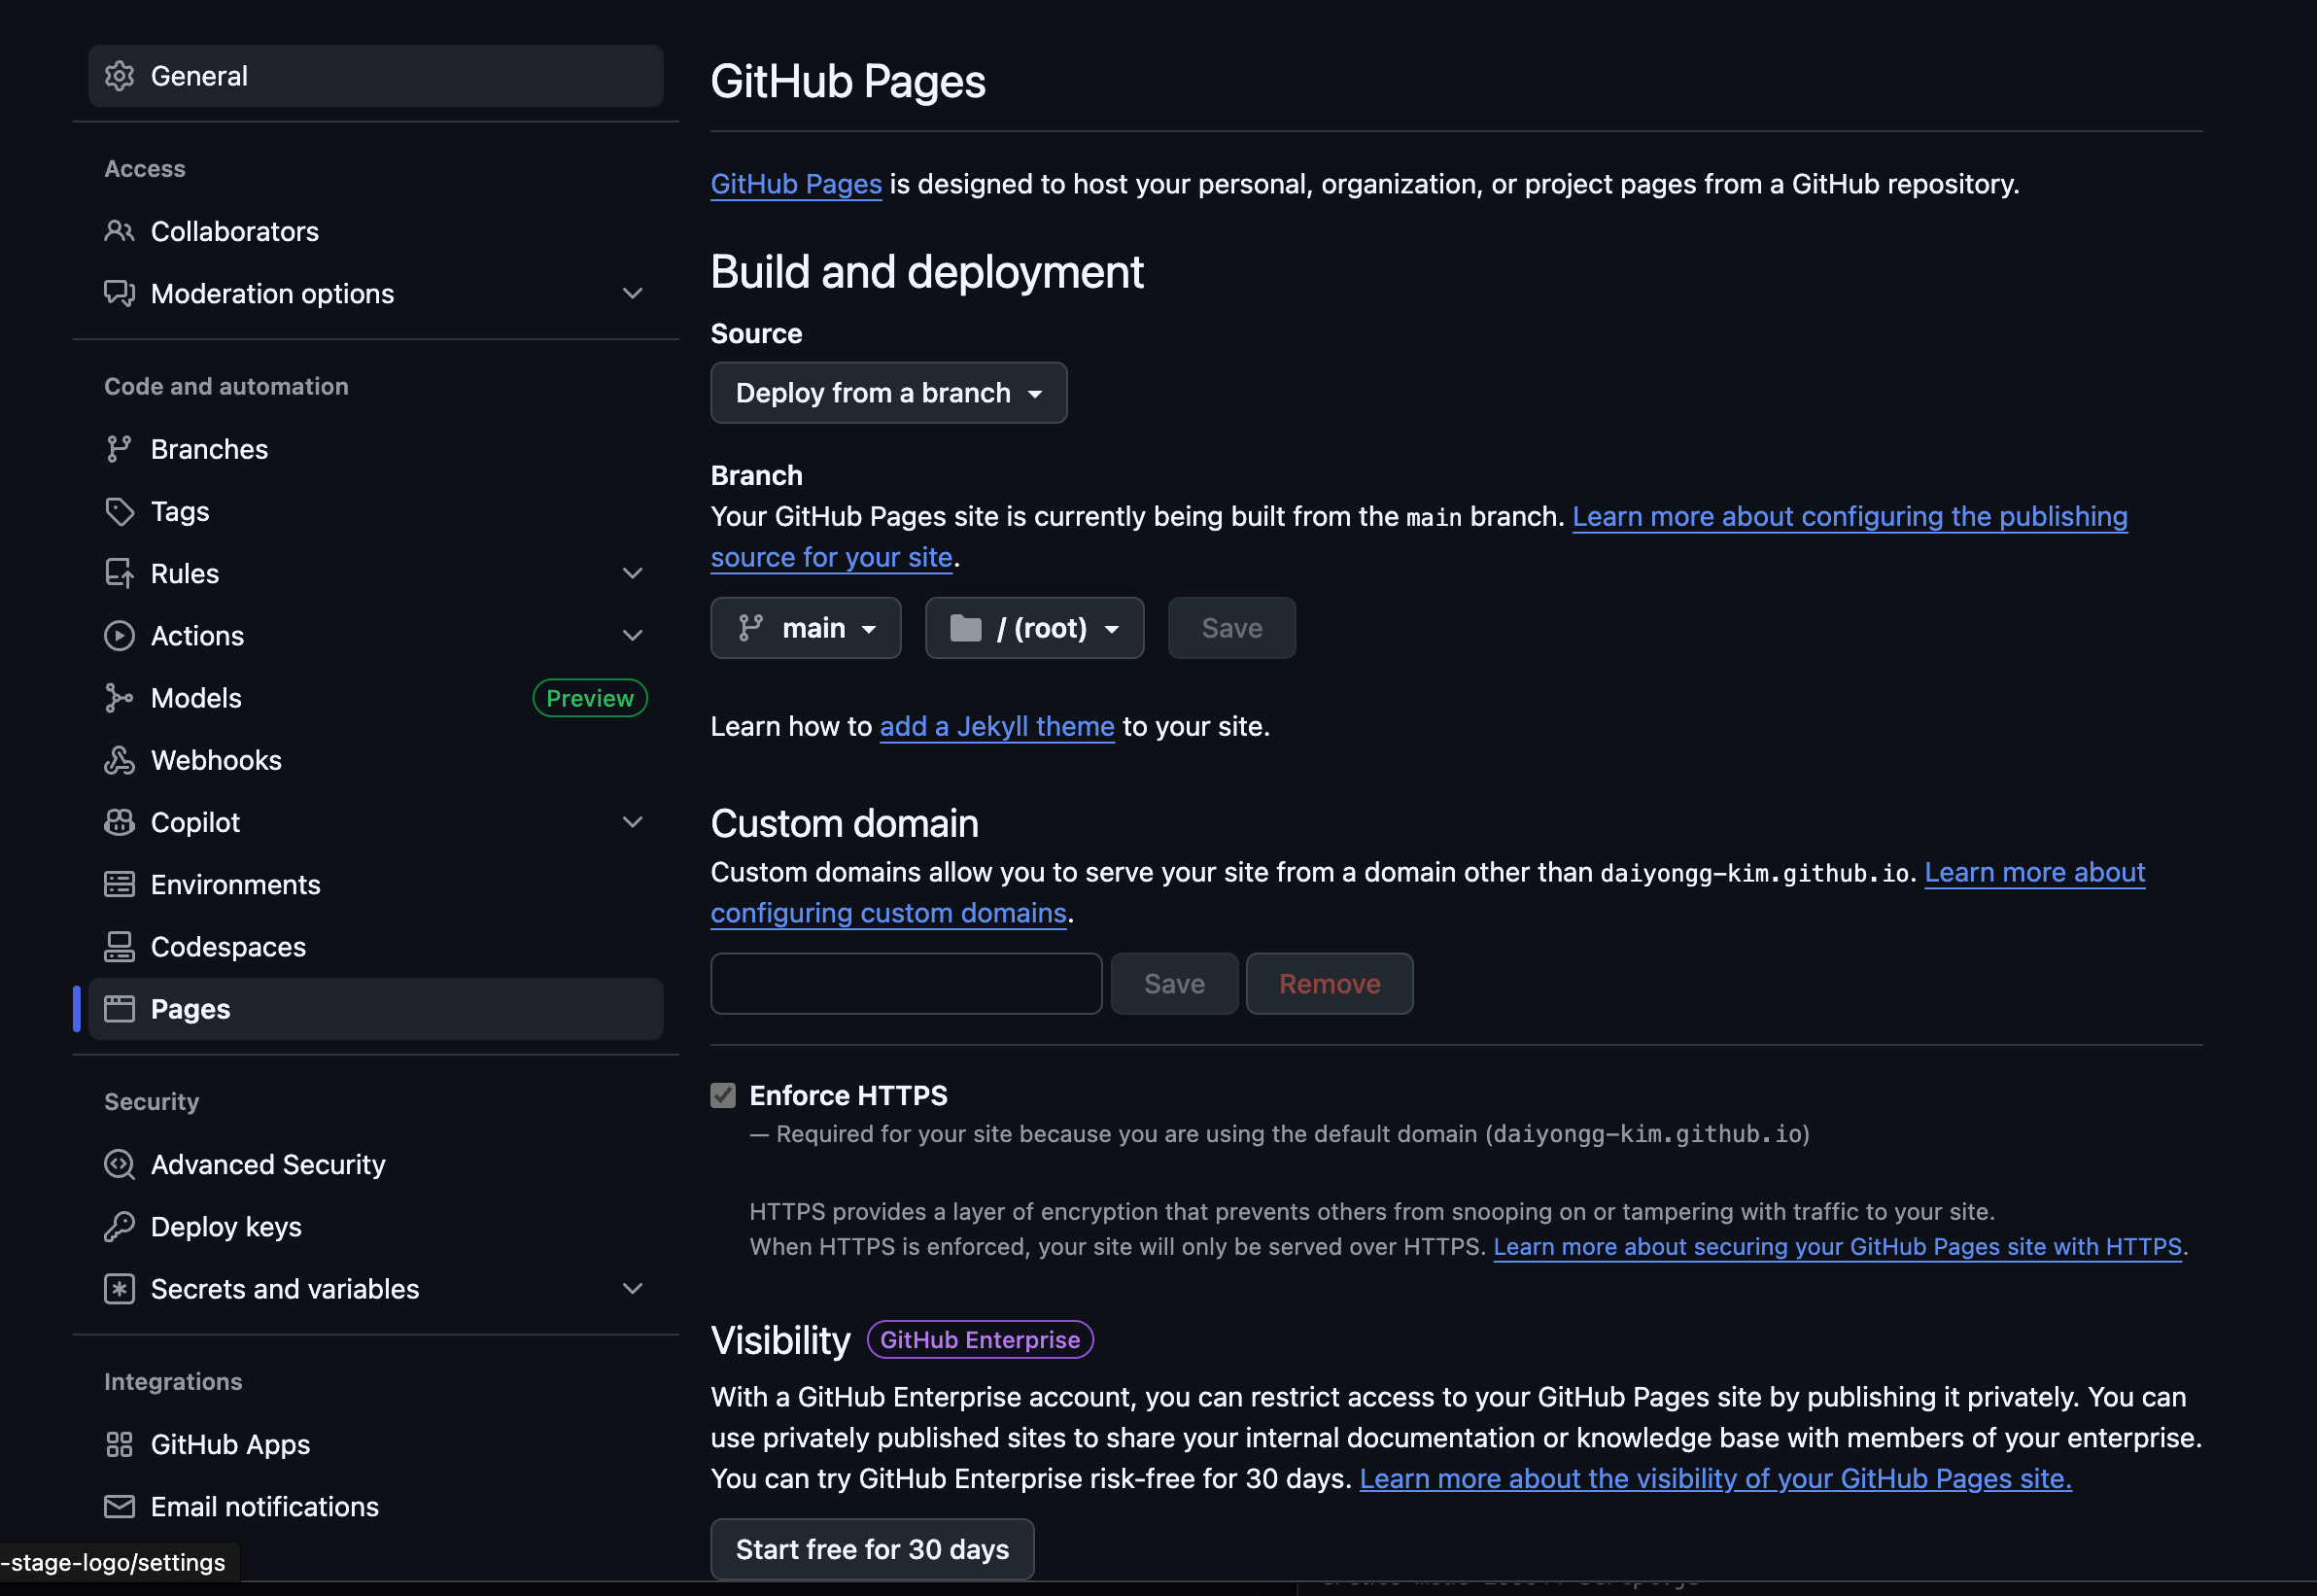 General
Access
Collaborators
Moderation options
Code and automation
Branches
Tags
Rules
Actions
Models Preview
Webhooks
Copilot
Environments
Codespaces
Pages
Security
Advanced Security
Deploy keys
Secrets and variables
Integrations
GitHub Apps
Email notifications
-stage-logo/settings
GitHub Pages
GitHub Pages is designed to host your personal, organization, or project pages from a GitHub repository.
Build and deployment
Source
Deploy from a branch
Branch
Your GitHub Pages site is currently being built from the main branch. Learn more about configuring the publishing
source for your site.
main / (root) Save
Learn how to add a Jekyll theme to your site.
Custom domain
Custom domains allow you to serve your site from a domain other than daiyongg-kim.github.io. Learn more about
configuring custom domains.
Save Remove
Enforce HTTPS
— Required for your site because you are using the default domain (daiyongg-kim.github.io)
HTTPS provides a layer of encryption that prevents others from snooping on or tampering with traffic to your site.
When HTTPS is enforced, your site will only be served over HTTPS. Learn more about securing your GitHub Pages site with HTTPS.
Visibility GitHub Enterprise
With a GitHub Enterprise account, you can restrict access to your GitHub Pages site by publishing it privately. You can
use privately published sites to share your internal documentation or knowledge base with members of your enterprise.
You can try GitHub Enterprise risk-free for 30 days. Learn more about the visibility of your GitHub Pages site.
Start free for 30 days